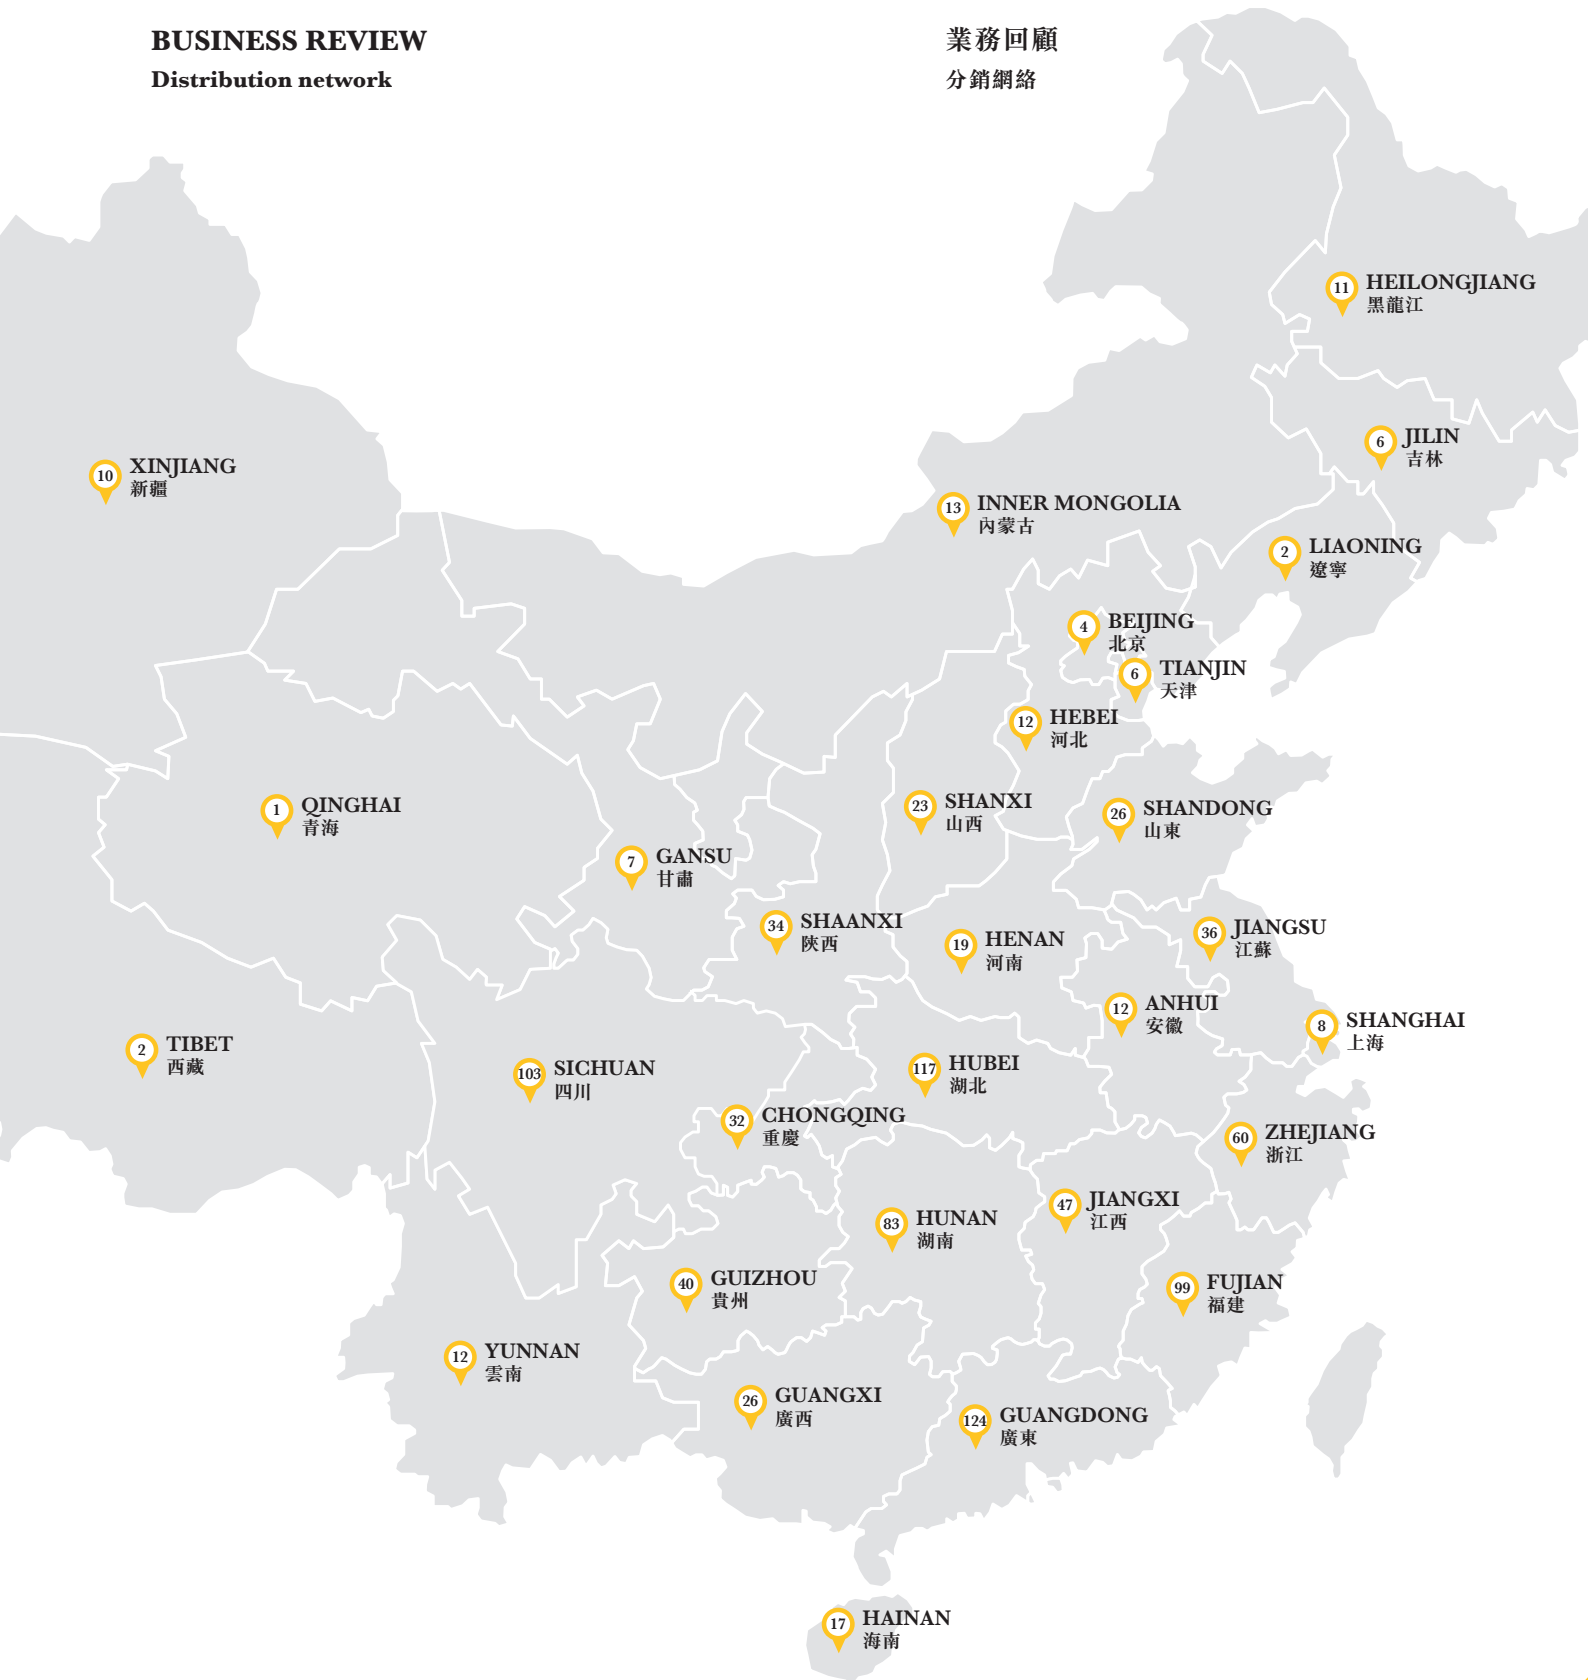 BUSINESS REVIEW
Distribution network
業務回顧
分銷網絡
11
HEILONGJIANG
黑龍江
6
JILIN
吉林
10
XINJIANG
新疆
13
INNER MONGOLIA
內蒙古
2
LIAONING
遼寧
4
BEIJING
北京
6
TIANJIN
天津
12
HEBEI
河北
1
QINGHAI
青海
23
SHANXI
山西
26
SHANDONG
山東
7
GANSU
甘肅
34
SHAANXI
陝西
19
HENAN
河南
36
JIANGSU
江蘇
12
ANHUI
安徽
8
SHANGHAI
上海
2
TIBET
西藏
103
SICHUAN
四川
117
HUBEI
湖北
32
CHONGQING
重慶
60
ZHEJIANG
浙江
47
JIANGXI
江西
83
HUNAN
湖南
40
GUIZHOU
貴州
99
FUJIAN
福建
12
YUNNAN
雲南
26
GUANGXI
廣西
124
GUANGDONG
廣東
17
HAINAN
海南